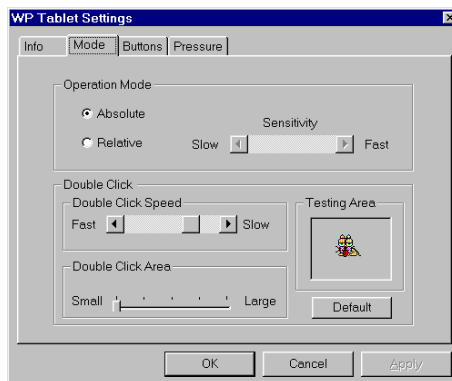 WP Tablet Settings
Info Mode Buttons Pressure
Operation Mode
Absolute
Sensitivity
Relative Slow Fast
Double Click
Double Click Speed Testing Area
Fast Slow
Double Click Area
Small Large Default
OK Cancel Apply